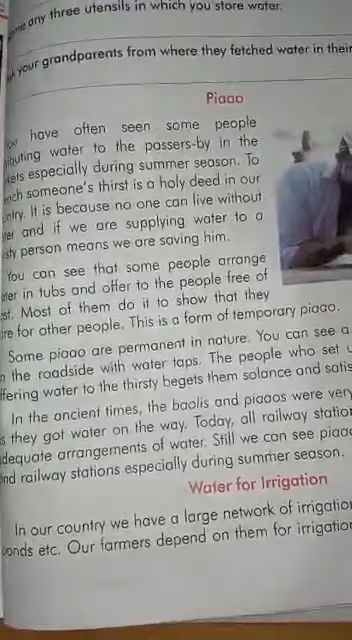 any three utensils in which you store water.
your grandparents from where they fetched water in their
Piaao
have often seen some people
water to the passers-by in the
especially during summer season. To
someone's thirst is a holy deed in our
It is because no one can live without
and if we are supplying water to a
person means we are saving him.
You can see that some people arrange
in tubs and offer to the people free of
Most of them do it to show that they
for other people. This is a form of temporary piaao.
Some piaao are permanent in nature. You can see a
the roadside with water taps. The people who set
water to the thirsty begets them solance and
In the ancient times, the baolis and piaaos were very
they got water on the way. Today, all railway
arrangements of water. Still we can see
railway stations especially during summer season.
Water for Irrigation
In our country we have a large network of
etc. Our farmers depend on them for